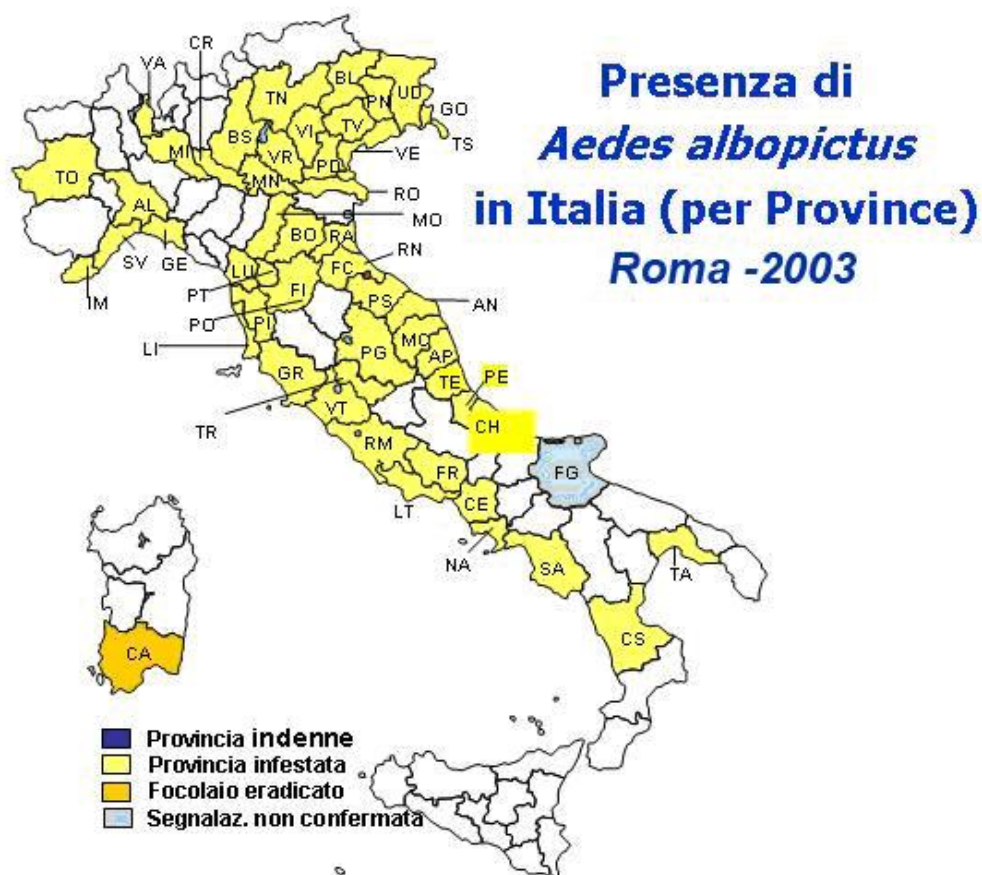 Presenza di
Aedes albopictus
in Italia (per Province)
Roma -2003
CR
VA
BL
TN
PN
UD
GO
TS
BS
VI
TV
MI
VR
PD
VE
MN
TO
RO
AL
MO
BO
RA
RN
SV
GE
LU
FC
IM
PT
FI
PS
AN
PO
PI
MC
LI
PG
AP
GR
TE
PE
VT
CH
TR
RM
FR
FG
LT
CE
NA
SA
TA
CS
CA
Provincia indenne
Provincia infestata
Focolaio eradicato
Segnalaz. non confermata